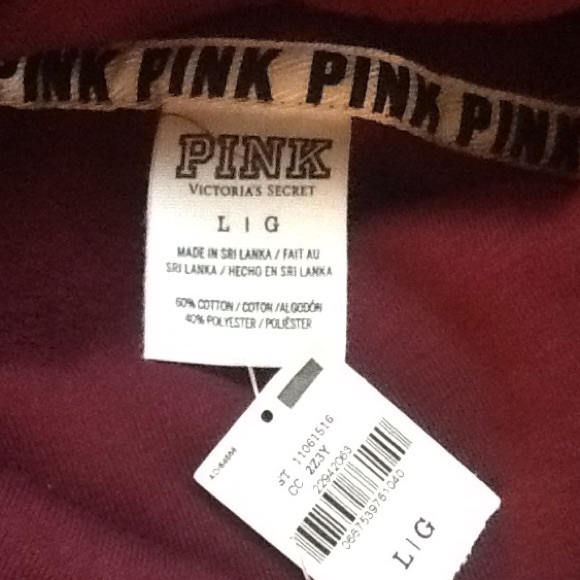 PINK PINK PINK PINK
PINK
VICTORIA'S SECRET
L | G
MADE IN SRI LANKA / FAIT AU
SRI LANKA / HECHO EN SRI LANKA
60% COTTON / COTON / ALGODÓN
40% POLYESTER / POLIÉSTER
ST 11061516
CC 2Z3Y
22942063
L | G